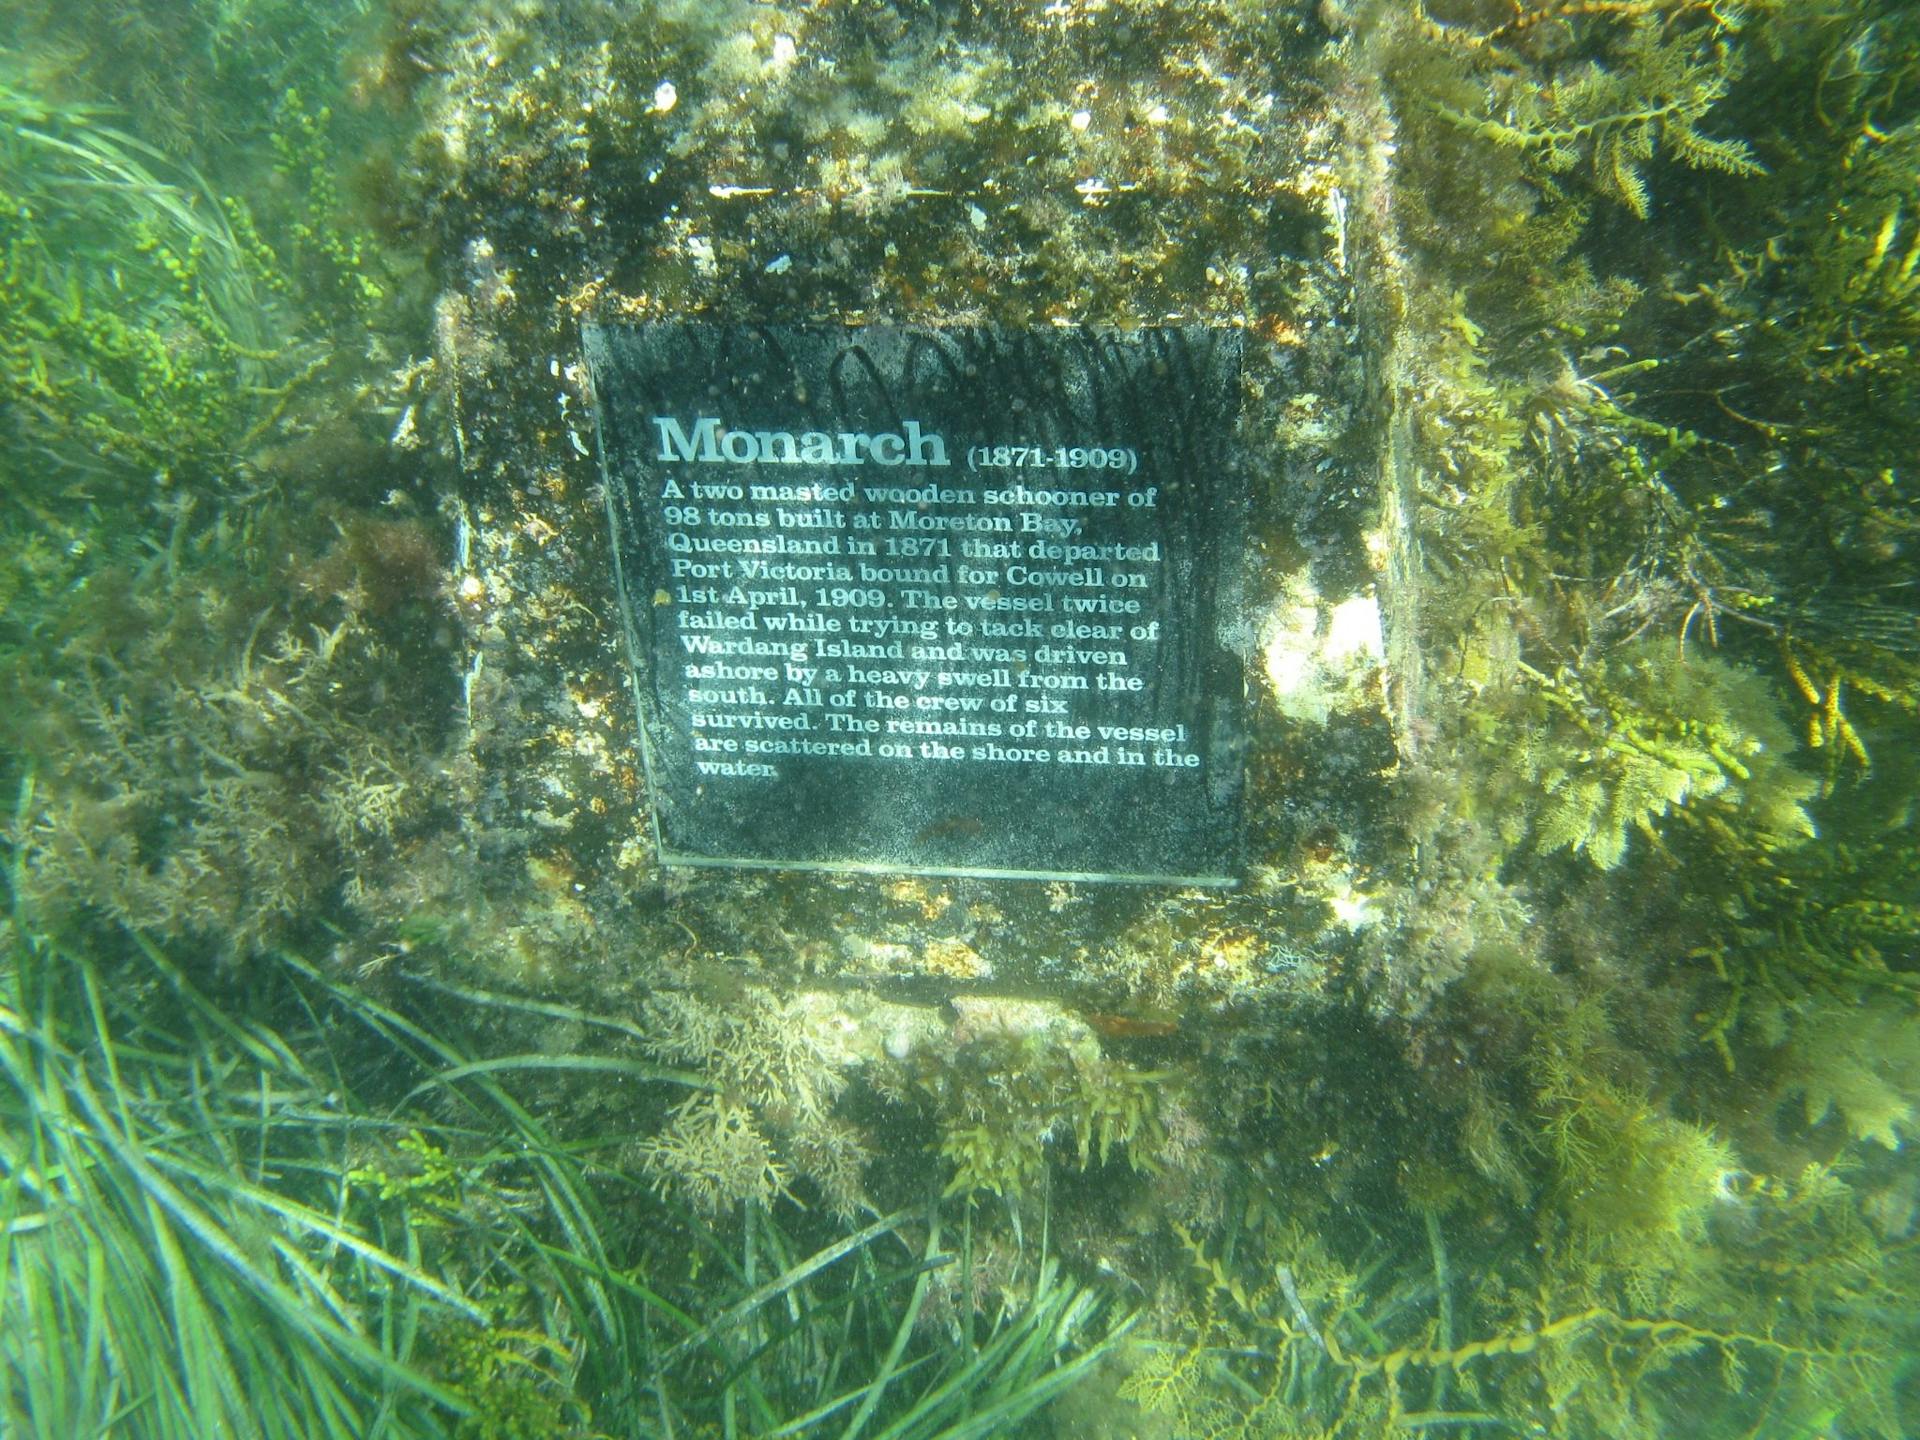 Monarch (1871-1909)
A two masted wooden schooner of
98 tons built at Moreton Bay,
Queensland in 1871 that departed
Port Victoria bound for Cowell on
1st April, 1909. The vessel twice
failed while trying to tack clear of
Wardang Island and was driven
ashore by a heavy swell from the
south. All of the crew of six
survived. The remains of the vessel
are scattered on the shore and in the
water.